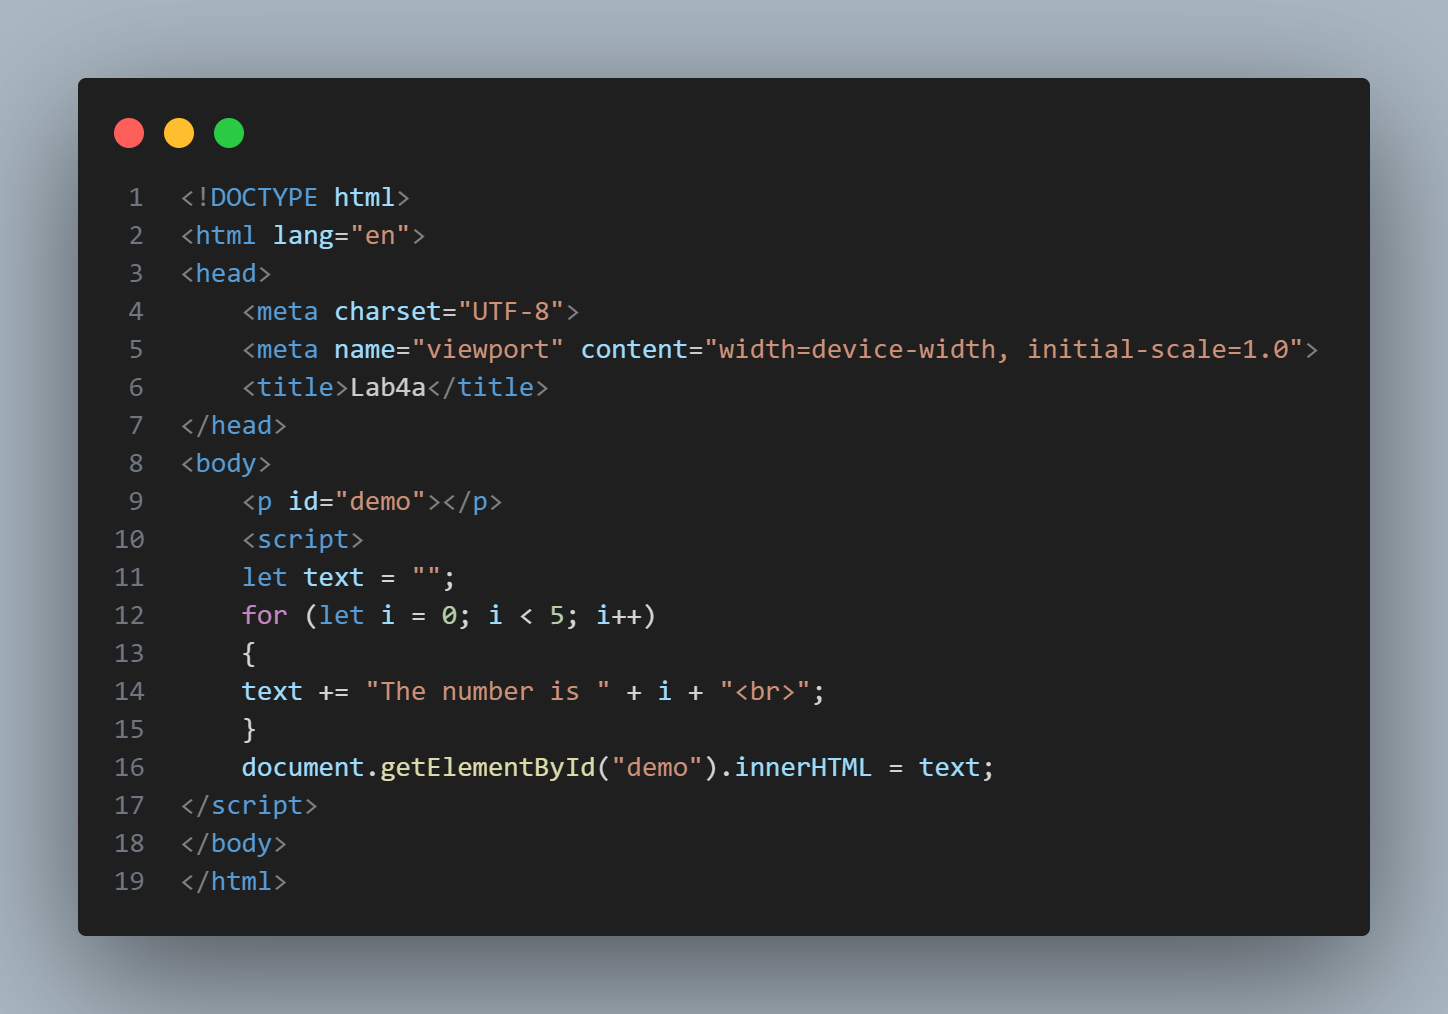 1 <!DOCTYPE html>
2 <html lang="en">
3 <head>
4     <meta charset="UTF-8">
5     <meta name="viewport" content="width=device-width, initial-scale=1.0">
6     <title>Lab4a</title>
7 </head>
8 <body>
9     <p id="demo"></p>
10     <script>
11     let text = "";
12     for (let i = 0; i < 5; i++)
13     {
14     text += "The number is " + i + "<br>";
15     }
16     document.getElementById("demo").innerHTML = text;
17 </script>
18 </body>
19 </html>